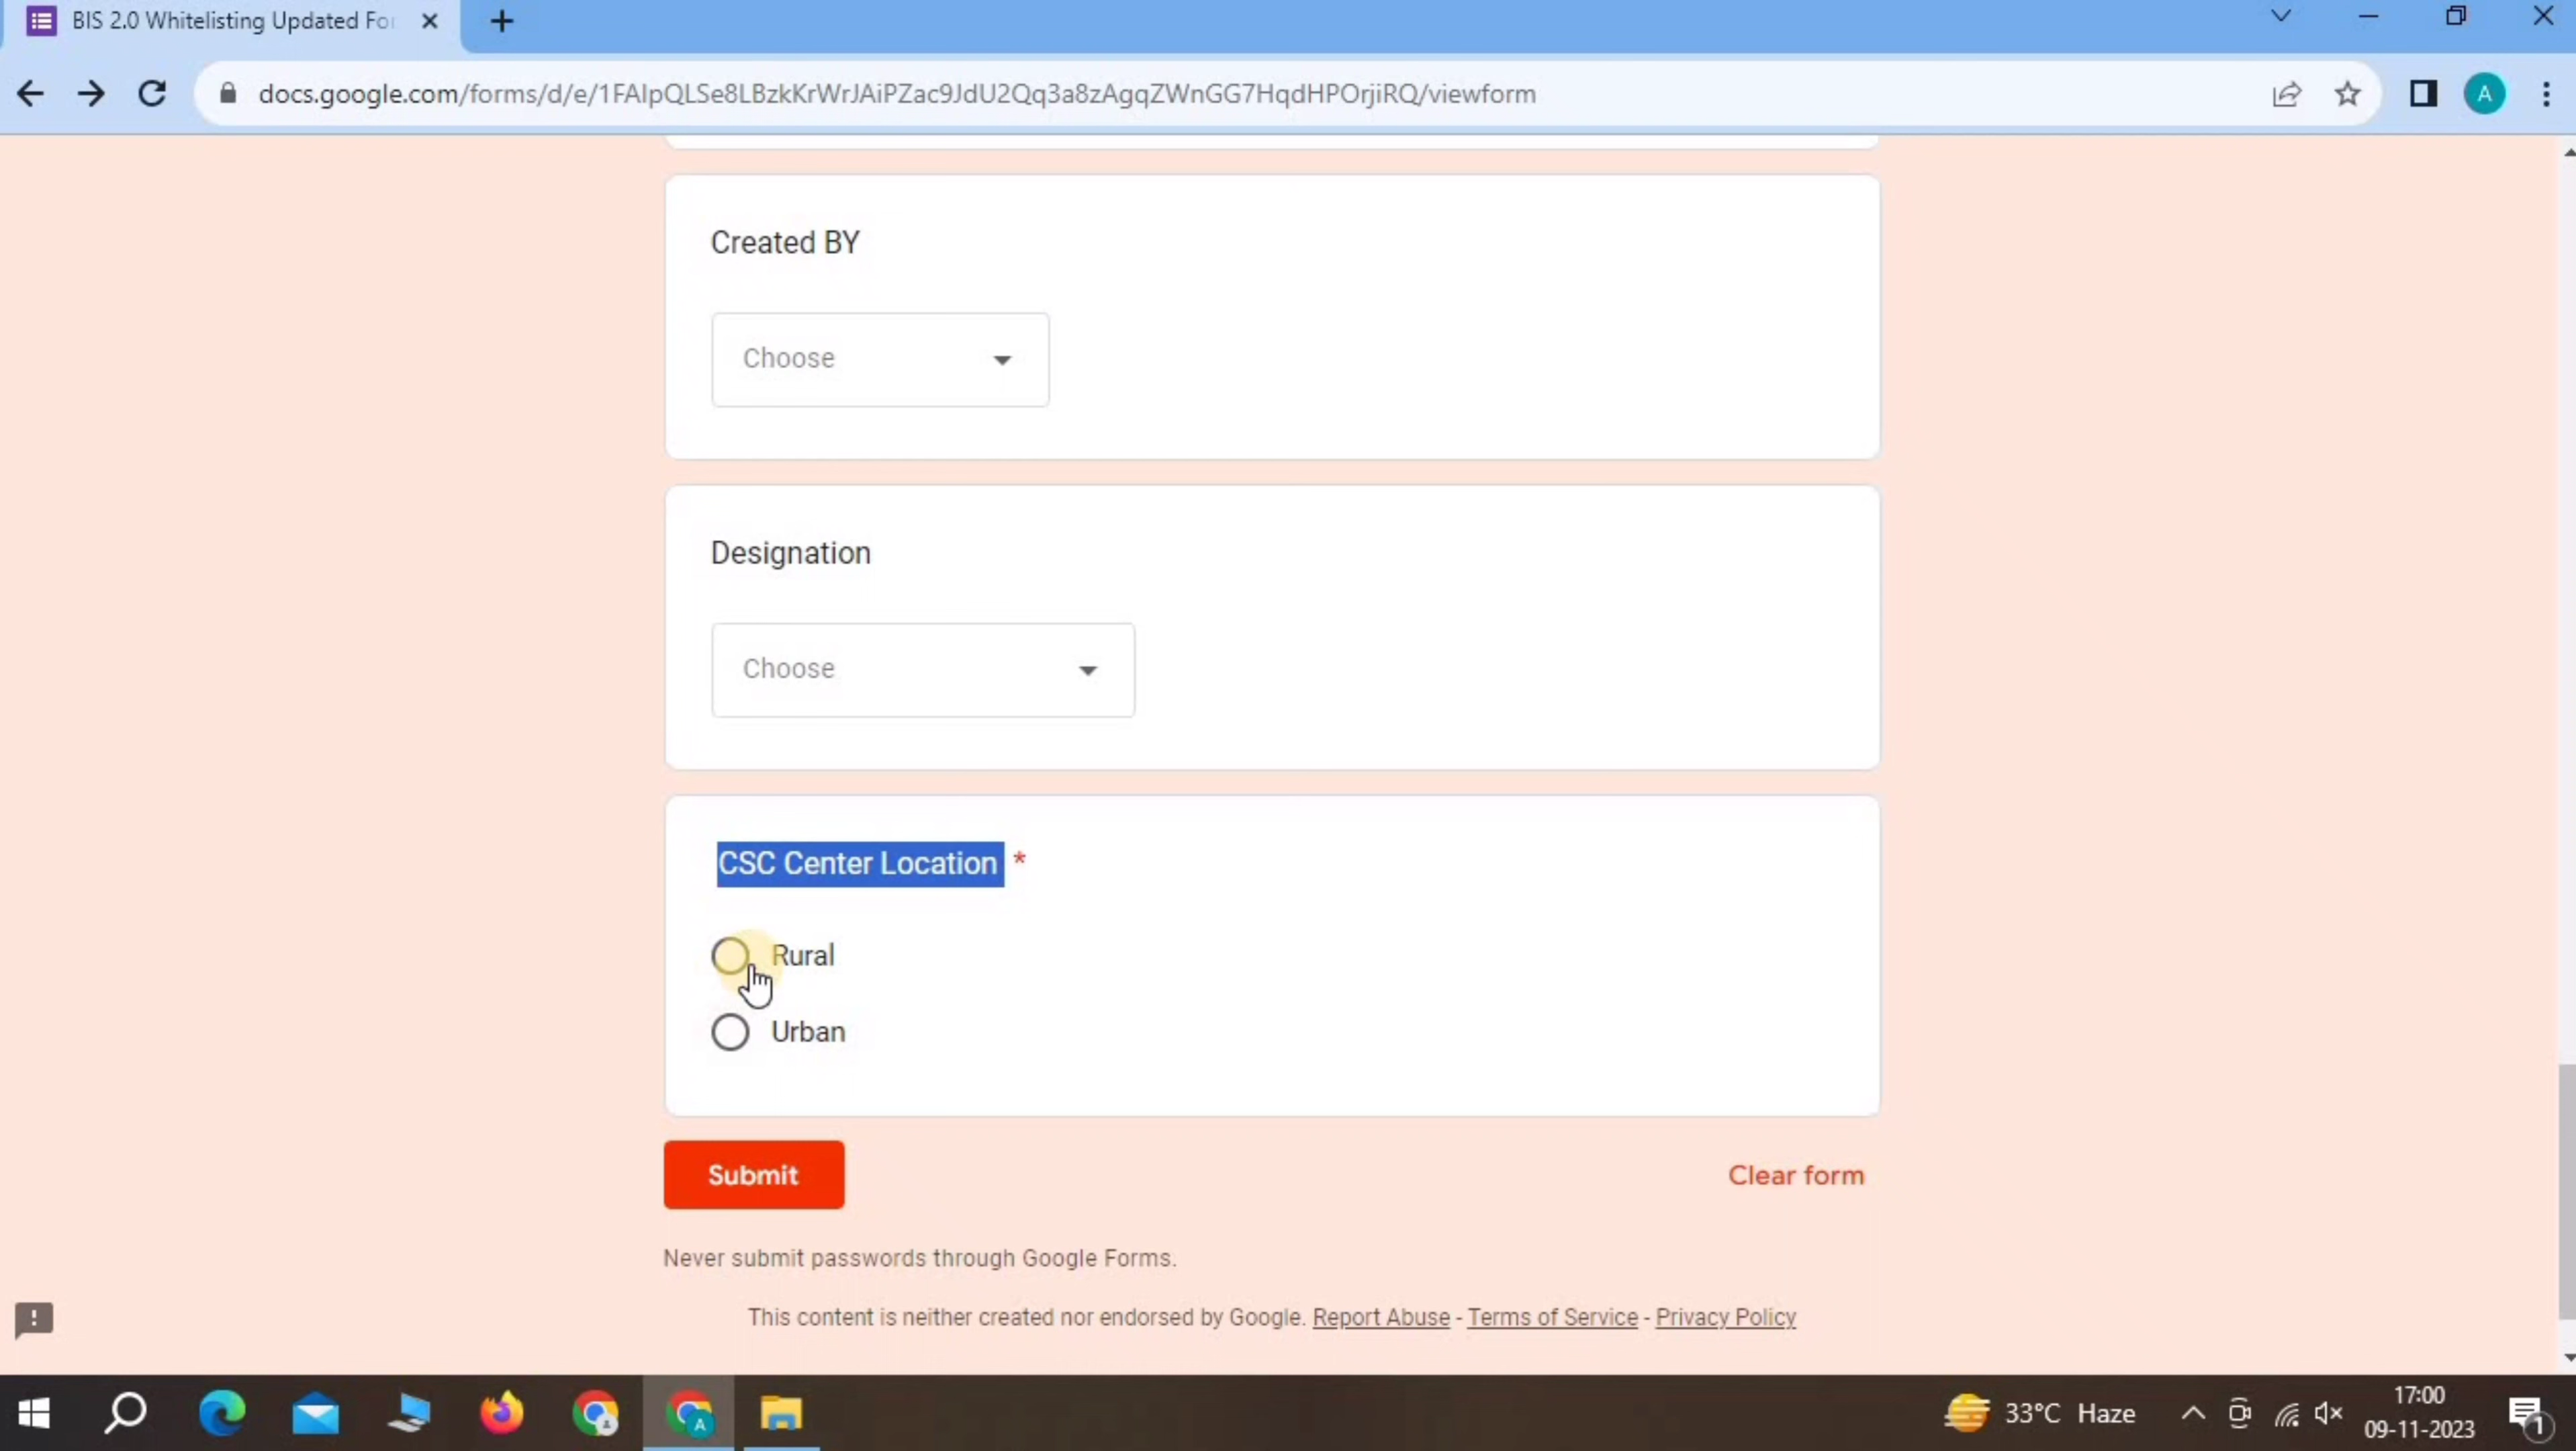 BIS 2.0 Whitelisting Updated For
docs.google.com/forms/d/e/1FAIpQLSe8LBzkKrWrJAiPZac9JdU2Qq3a8zAgqZWnGG7HqdHPOrjiRQ/viewform
A
Created BY
Choose
Designation
Choose
CSC Center Location *
Rural
Urban
Submit
Clear form
Never submit passwords through Google Forms.
This content is neither created nor endorsed by Google. Report Abuse - Terms of Service - Privacy Policy
A
33°C Haze
17:00
09-11-2023
1